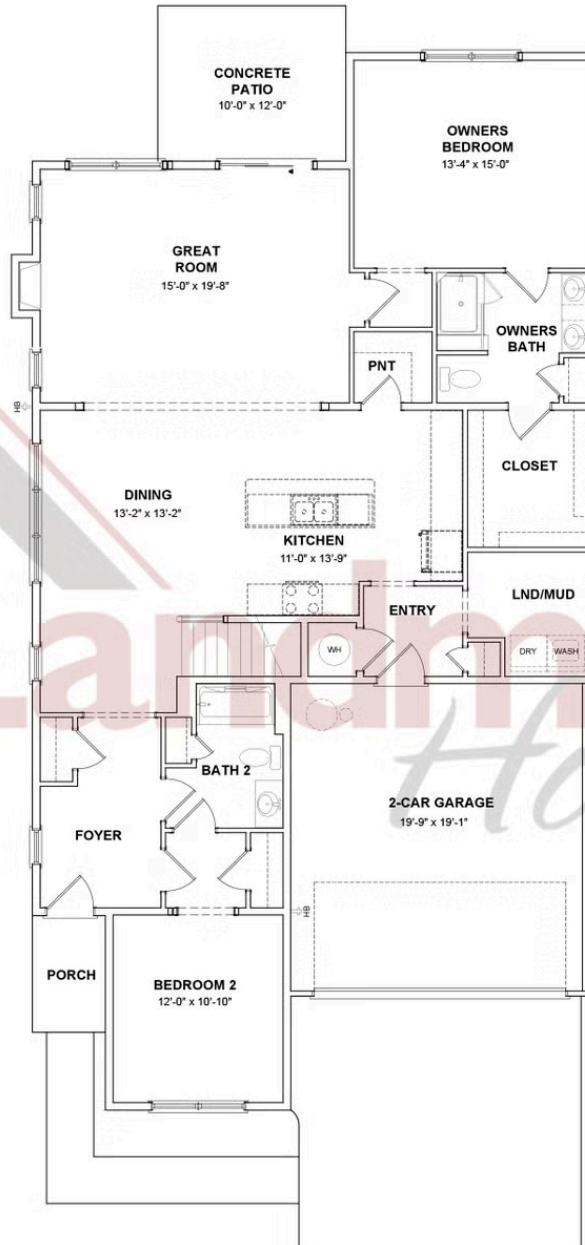 CONCRETE
PATIO
10'-0" x 12'-0"
OWNERS
BEDROOM
13'-4" x 15'-0"
GREAT
ROOM
15'-0" x 19'-8"
OWNERS
BATH
PNT
HB
CLOSET
DINING
13'-2" x 13'-2"
KITCHEN
11'-0" x 13'-9"
LND/MUD
ENTRY
WH
DRY
WASH
Landm
Ho
BATH 2
2-CAR GARAGE
19'-9" x 19'-1"
FOYER
HB
PORCH
BEDROOM 2
12'-0" x 10'-10"